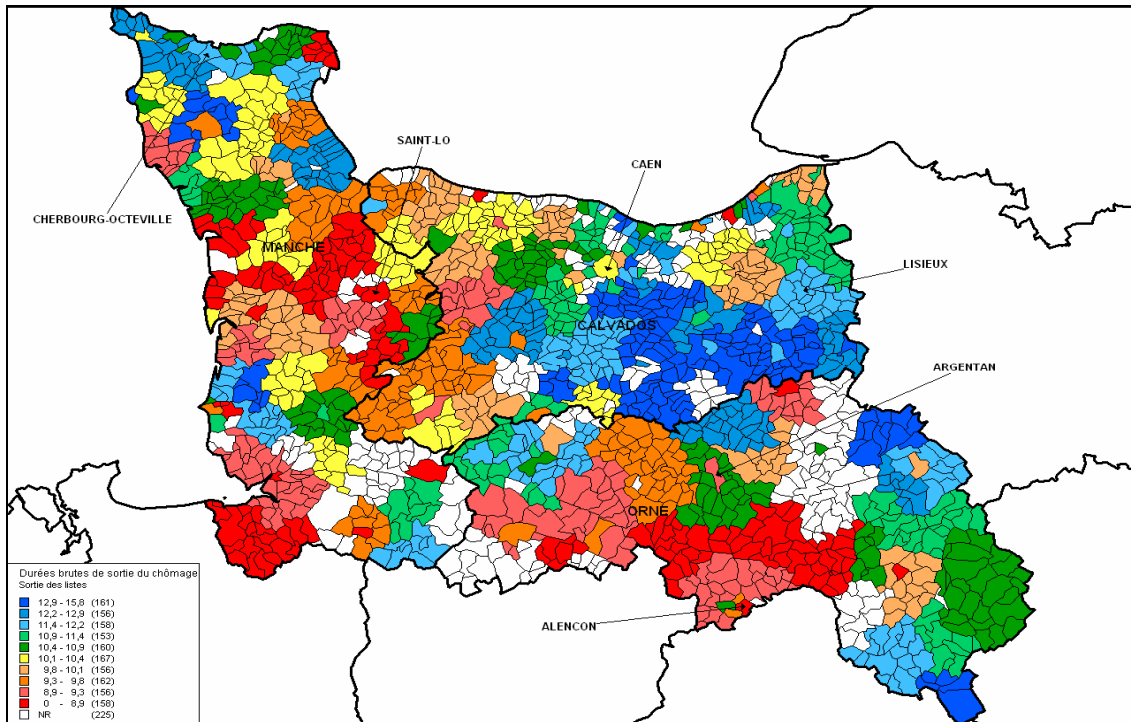 SAINT-LO
CAEN
CHERBOURG-OCTEVILLE
MANCHE
LISIEUX
CALVADOS
ARGENTAN
ORNE
ALENCON
Durées brutes de sortie du chômage
Sortie des listes
12,9 - 15,8 (161)
12,2 - 12,9 (156)
11,4 - 12,2 (158)
10,9 - 11,4 (153)
10,4 - 10,9 (160)
10,1 - 10,4 (167)
9,8 - 10,1 (156)
9,3 - 9,8 (162)
8,9 - 9,3 (156)
0 - 8,9 (158)
NR (225)